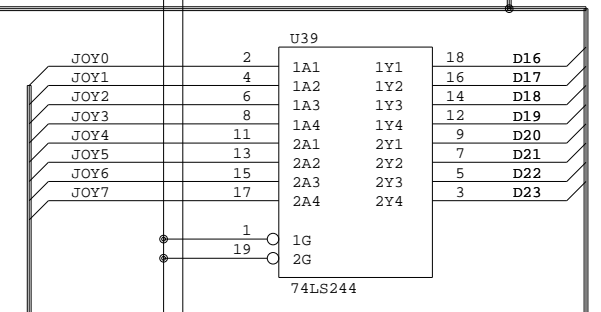 U39
JOY0 2 1A1 1Y1 18 D16
JOY1 4 1A2 1Y2 16 D17
JOY2 6 1A3 1Y3 14 D18
JOY3 8 1A4 1Y4 12 D19
JOY4 11 2A1 2Y1 9 D20
JOY5 13 2A2 2Y2 7 D21
JOY6 15 2A3 2Y3 5 D22
JOY7 17 2A4 2Y4 3 D23
1 1G
19 2G
74LS244